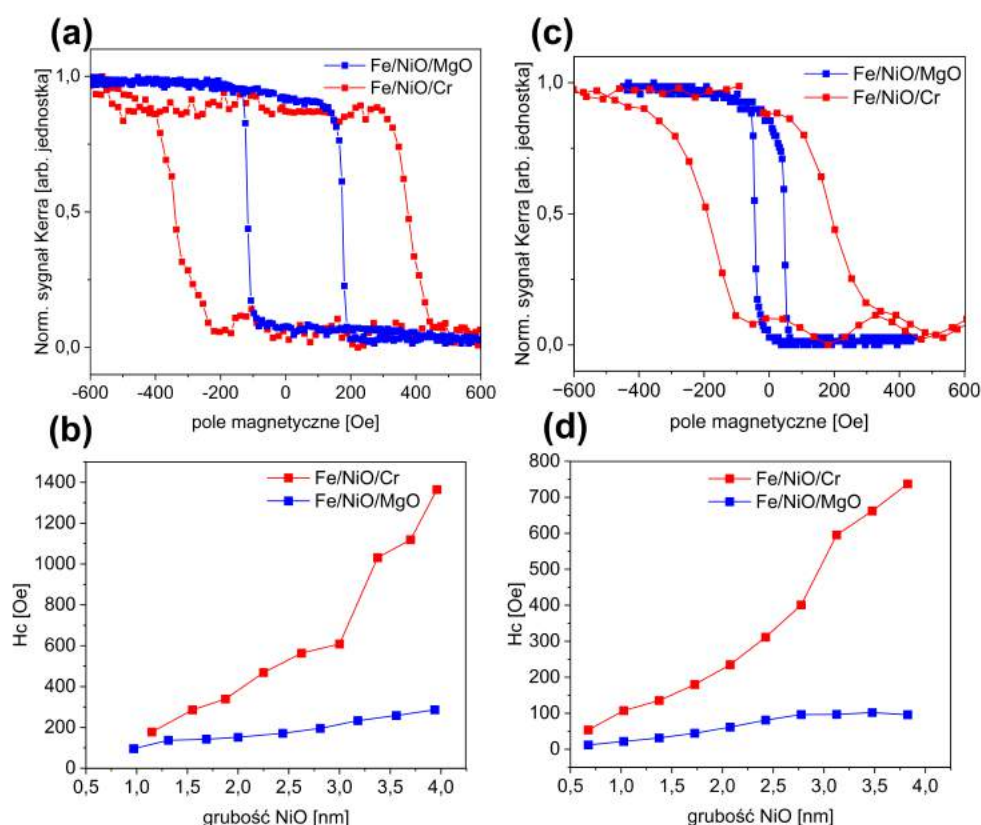 (a)
Fe/NiO/MgO
Fe/NiO/Cr
Norm. sygnał Kerra [arb. jednostka]
1,0
0,5
0,0
-600 -400 -200 0 200 400 600
pole magnetyczne [Oe]
(c)
Fe/NiO/MgO
Fe/NiO/Cr
Norm. sygnał Kerra [arb. jednostka]
1,0
0,5
0,0
−600 −400 -200 0 200 400 600
pole magnetyczne [Oe]
(b)
Fe/NiO/Cr
Fe/NiO/MgO
Hc [Oe]
1400
1200
1000
800
600
400
200
0
0,5 1,0 1,5 2,0 2,5 3,0 3,5 4,0
grubość NiO [nm]
(d)
Fe/NiO/Cr
Fe/NiO/MgO
Hc [Oe]
800
700
600
500
400
300
200
100
0
0,5 1,0 1,5 2,0 2,5 3,0 3,5 4,0
grubość NiO [nm]